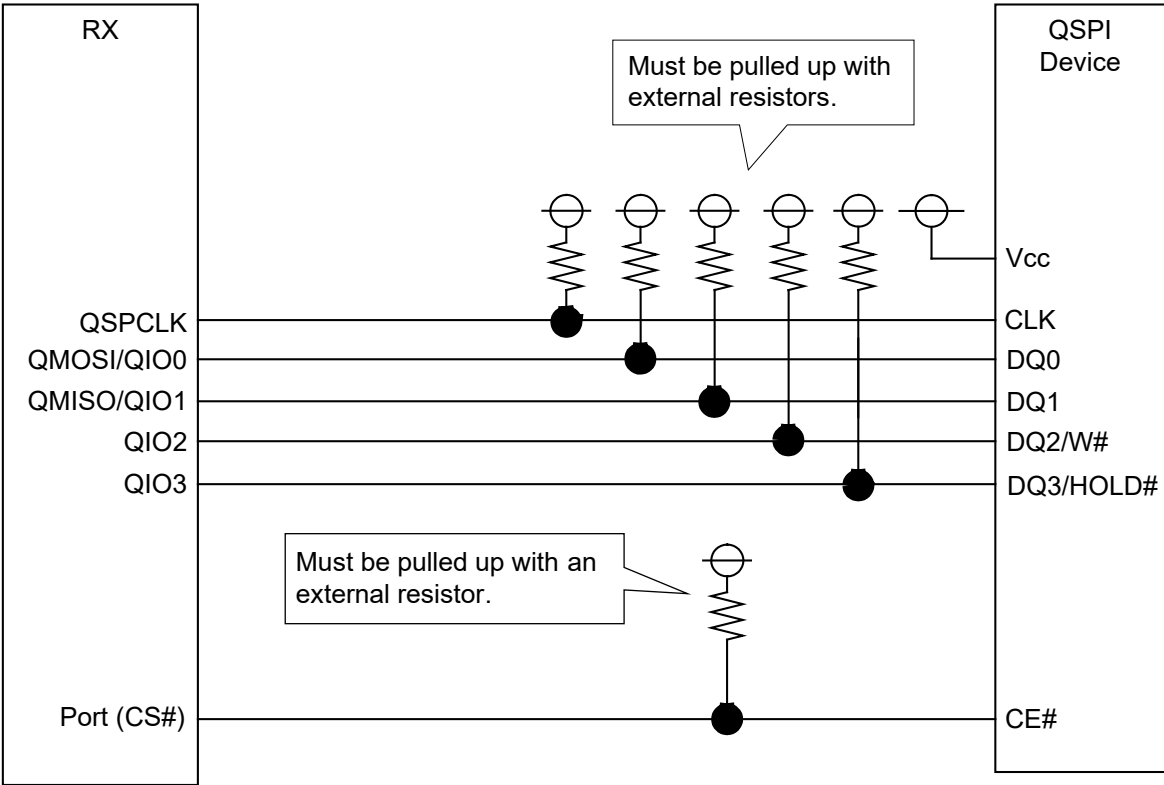 RX
QSPI
Device
Must be pulled up with
external resistors.
Vcc
QSPCLK
CLK
QMOSI/QIO0
DQ0
QMISO/QIO1
DQ1
QIO2
DQ2/W#
QIO3
DQ3/HOLD#
Must be pulled up with an
external resistor.
Port (CS#)
CE#